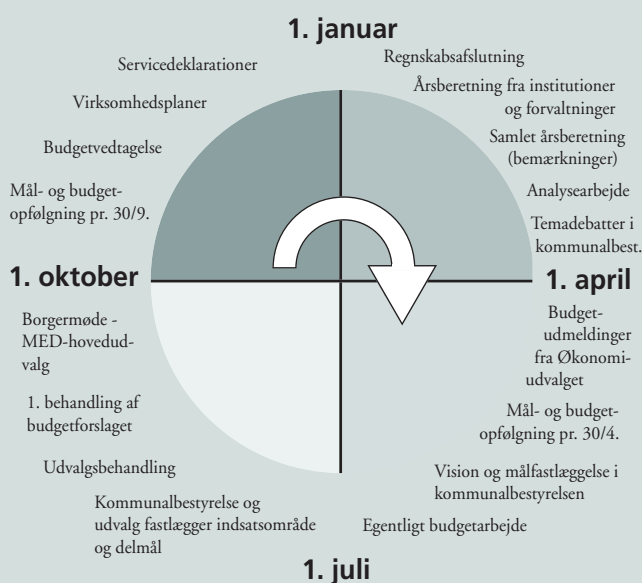 1. januar
Regnskabsafslutning
Årsberetning fra institutioner
og forvaltninger
Samlet årsberetning
(bemærkninger)
Analysearbejde
Temadebatter i
kommunalbest.
1. april
Budget-
udmeldinger
fra Økonomi-
udvalget
Mål- og budget-
opfølgning pr. 30/4.
Vision og målfastlæggelse i
kommunalbestyrelsen
Egentligt budgetarbejde
1. juli
Kommunalbestyrelse og
udvalg fastlægger indsatsområde
og delmål
Udvalgsbehandling
1. behandling af
budgetforslaget
Borgermøde -
MED-hovedud-
valg
1. oktober
Mål- og budget-
opfølgning pr. 30/9.
Budgetvedtagelse
Virksomhedsplaner
Servicedeklarationer